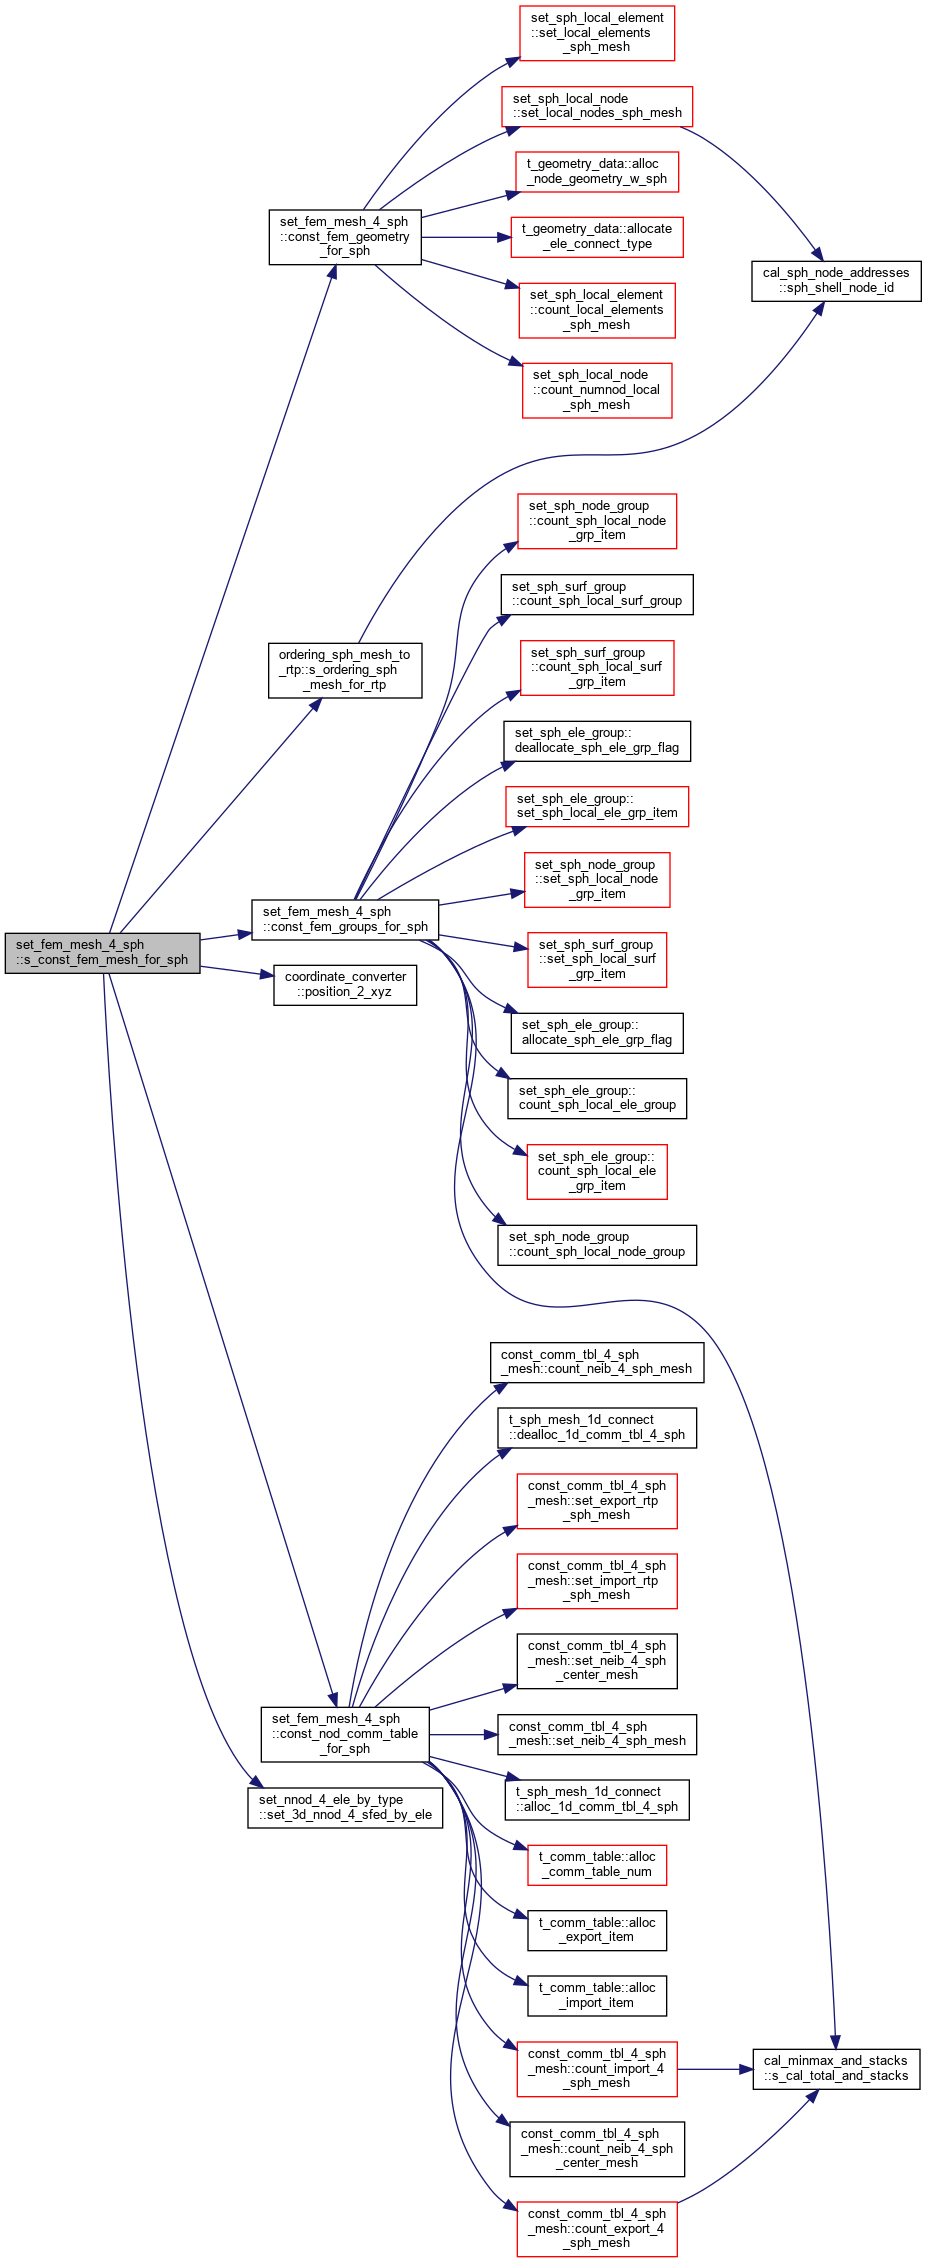 set_sph_local_element
::set_local_elements
_sph_mesh
set_sph_local_node
::set_local_nodes_sph_mesh
t_geometry_data::alloc
_node_geometry_w_sph
set_fem_mesh_4_sph
::const_fem_geometry
_for_sph
t_geometry_data::allocate
_ele_connect_type
cal_sph_node_addresses
::sph_shell_node_id
set_sph_local_element
::count_local_elements
_sph_mesh
set_sph_local_node
::count_numnod_local
_sph_mesh
set_sph_node_group
::count_sph_local_node
_grp_item
set_sph_surf_group
::count_sph_local_surf_group
ordering_sph_mesh_to
_rtp::s_ordering_sph
_mesh_for_rtp
set_sph_surf_group
::count_sph_local_surf
_grp_item
set_sph_ele_group::
deallocate_sph_ele_grp_flag
set_sph_ele_group::
set_sph_local_ele_grp_item
set_sph_node_group
::set_sph_local_node
_grp_item
set_fem_mesh_4_sph
::const_fem_groups_for_sph
set_fem_mesh_4_sph
::s_const_fem_mesh_for_sph
set_sph_surf_group
::set_sph_local_surf
_grp_item
coordinate_converter
::position_2_xyz
set_sph_ele_group::
allocate_sph_ele_grp_flag
set_sph_ele_group::
count_sph_local_ele_group
set_sph_ele_group::
count_sph_local_ele
_grp_item
set_sph_node_group
::count_sph_local_node_group
const_comm_tbl_4_sph
_mesh::count_neib_4_sph_mesh
t_sph_mesh_1d_connect
::dealloc_1d_comm_tbl_4_sph
const_comm_tbl_4_sph
_mesh::set_export_rtp
_sph_mesh
const_comm_tbl_4_sph
_mesh::set_import_rtp
_sph_mesh
const_comm_tbl_4_sph
_mesh::set_neib_4_sph
_center_mesh
set_fem_mesh_4_sph
::const_nod_comm_table
_for_sph
const_comm_tbl_4_sph
_mesh::set_neib_4_sph_mesh
t_sph_mesh_1d_connect
::alloc_1d_comm_tbl_4_sph
set_nnod_4_ele_by_type
::set_3d_nnod_4_sfed_by_ele
t_comm_table::alloc
_comm_table_num
t_comm_table::alloc
_export_item
t_comm_table::alloc
_import_item
const_comm_tbl_4_sph
_mesh::count_import_4
_sph_mesh
cal_minmax_and_stacks
::s_cal_total_and_stacks
const_comm_tbl_4_sph
_mesh::count_neib_4_sph
_center_mesh
const_comm_tbl_4_sph
_mesh::count_export_4
_sph_mesh